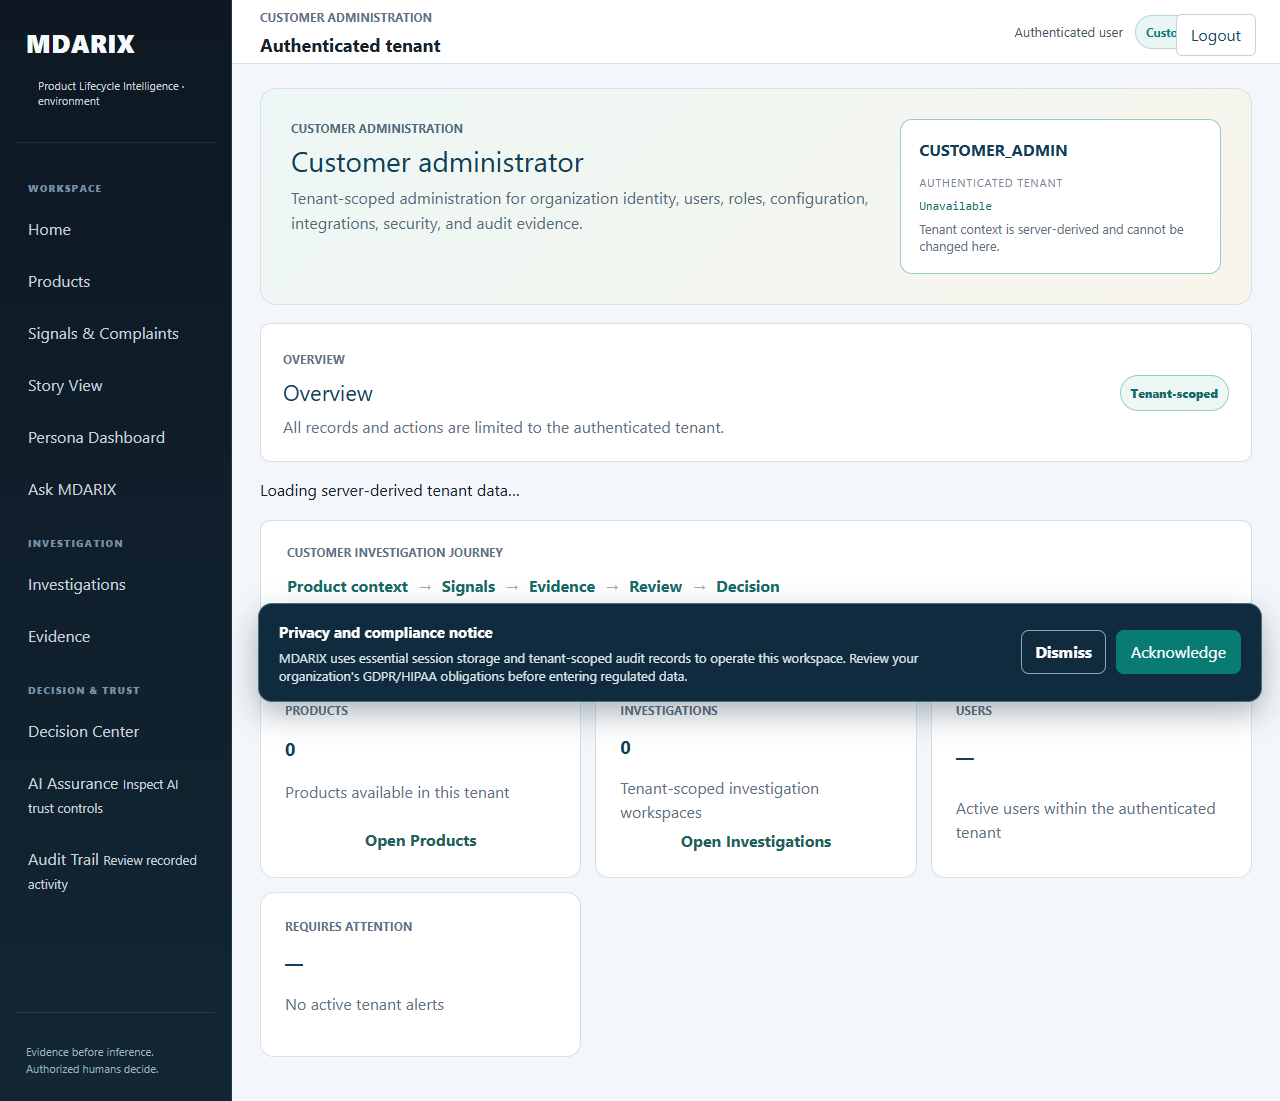 MDARIX
Product Lifecycle Intelligence ·
environment
WORKSPACE
Home
Products
Signals & Complaints
Story View
Persona Dashboard
Ask MDARIX
INVESTIGATION
Investigations
Evidence
DECISION & TRUST
Decision Center
AI Assurance Inspect AI
trust controls
Audit Trail Review recorded
activity
Evidence before inference.
Authorized humans decide.
CUSTOMER ADMINISTRATION
Authenticated tenant
Authenticated user
Custo
Logout
CUSTOMER ADMINISTRATION
Customer administrator
Tenant-scoped administration for organization identity, users, roles, configuration,
integrations, security, and audit evidence.
CUSTOMER_ADMIN
AUTHENTICATED TENANT
Unavailable
Tenant context is server-derived and cannot be
changed here.
OVERVIEW
Overview
All records and actions are limited to the authenticated tenant.
Tenant-scoped
Loading server-derived tenant data...
CUSTOMER INVESTIGATION JOURNEY
Product context → Signals → Evidence → Review → Decision
Privacy and compliance notice
MDARIX uses essential session storage and tenant-scoped audit records to operate this workspace. Review your
organization's GDPR/HIPAA obligations before entering regulated data.
Dismiss
Acknowledge
PRODUCTS
0
Products available in this tenant
Open Products
INVESTIGATIONS
0
Tenant-scoped investigation
workspaces
Open Investigations
USERS
—
Active users within the authenticated
tenant
REQUIRES ATTENTION
—
No active tenant alerts